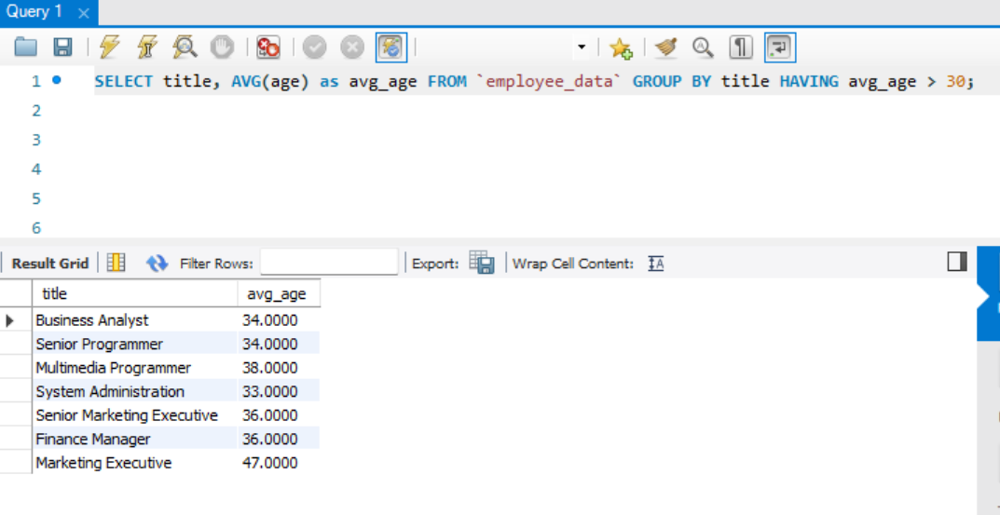 Query 1
1 SELECT title, AVG(age) as avg_age FROM `employee_data` GROUP BY title HAVING avg_age > 30;
2
3
4
5
6
Result Grid Filter Rows: Export: Wrap Cell Content:
title avg_age
Business Analyst 34.0000
Senior Programmer 34.0000
Multimedia Programmer 38.0000
System Administration 33.0000
Senior Marketing Executive 36.0000
Finance Manager 36.0000
Marketing Executive 47.0000